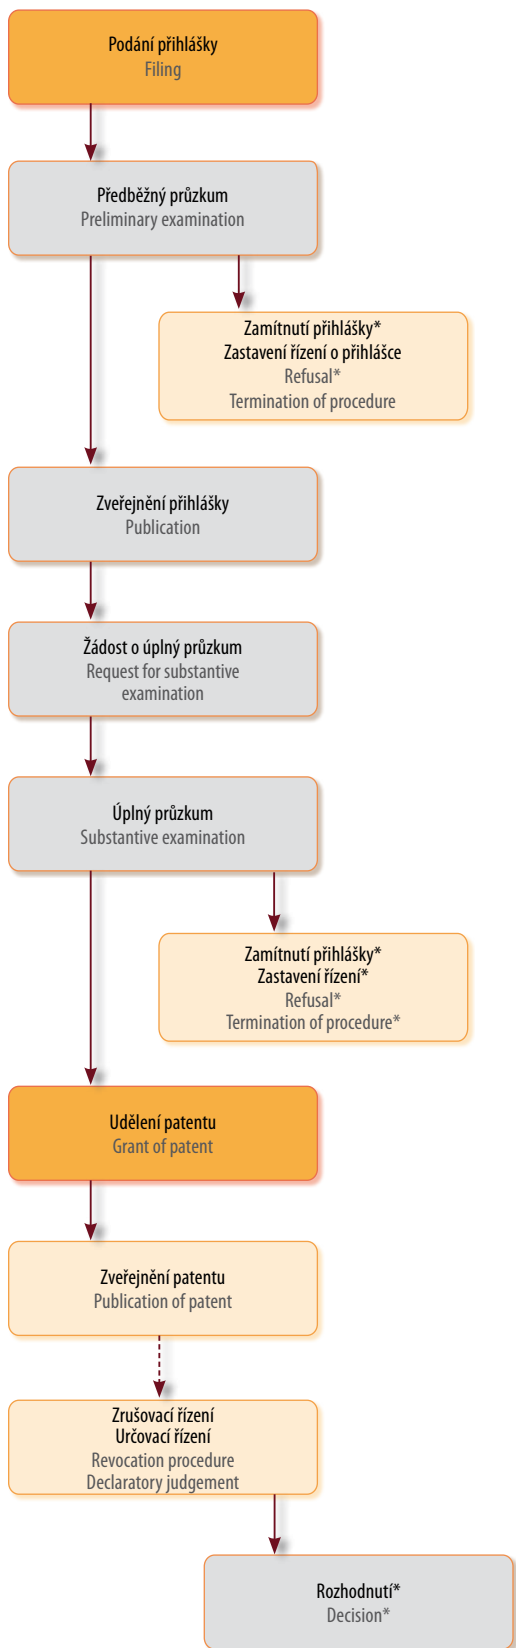 Podání přihlášky
Filing
Předběžný průzkum
Preliminary examination
Zamítnutí přihlášky*
Zastavení řízení o přihlášce
Refusal*
Termination of procedure
Zveřejnění přihlášky
Publication
Žádost o úplný průzkum
Request for substantive
examination
Úplný průzkum
Substantive examination
Zamítnutí přihlášky*
Zastavení řízení*
Refusal*
Termination of procedure*
Udělení patentu
Grant of patent
Zveřejnění patentu
Publication of patent
Zrušovací řízení
Určovací řízení
Revocation procedure
Declaratory judgement
Rozhodnutí*
Decision*